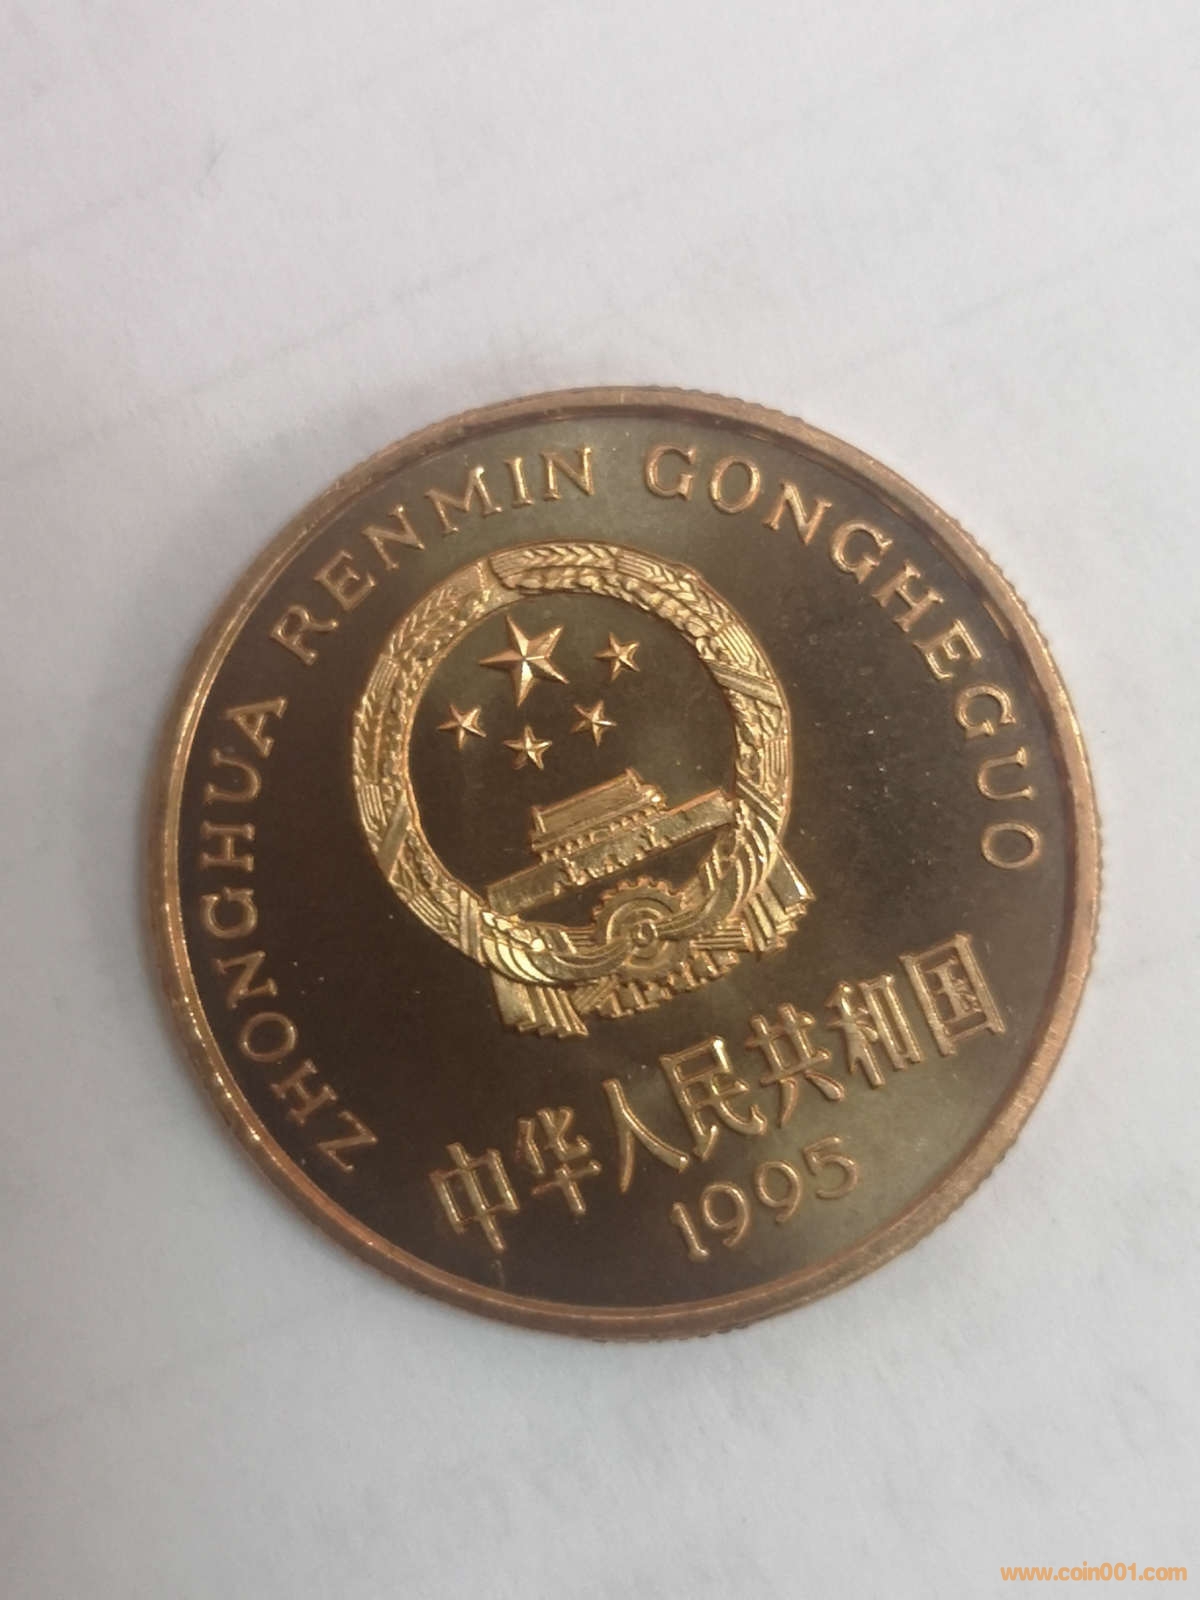 ZHONGHUA RENMIN GONGHEGUO
中华人民共和国
1995
www.coin001.com